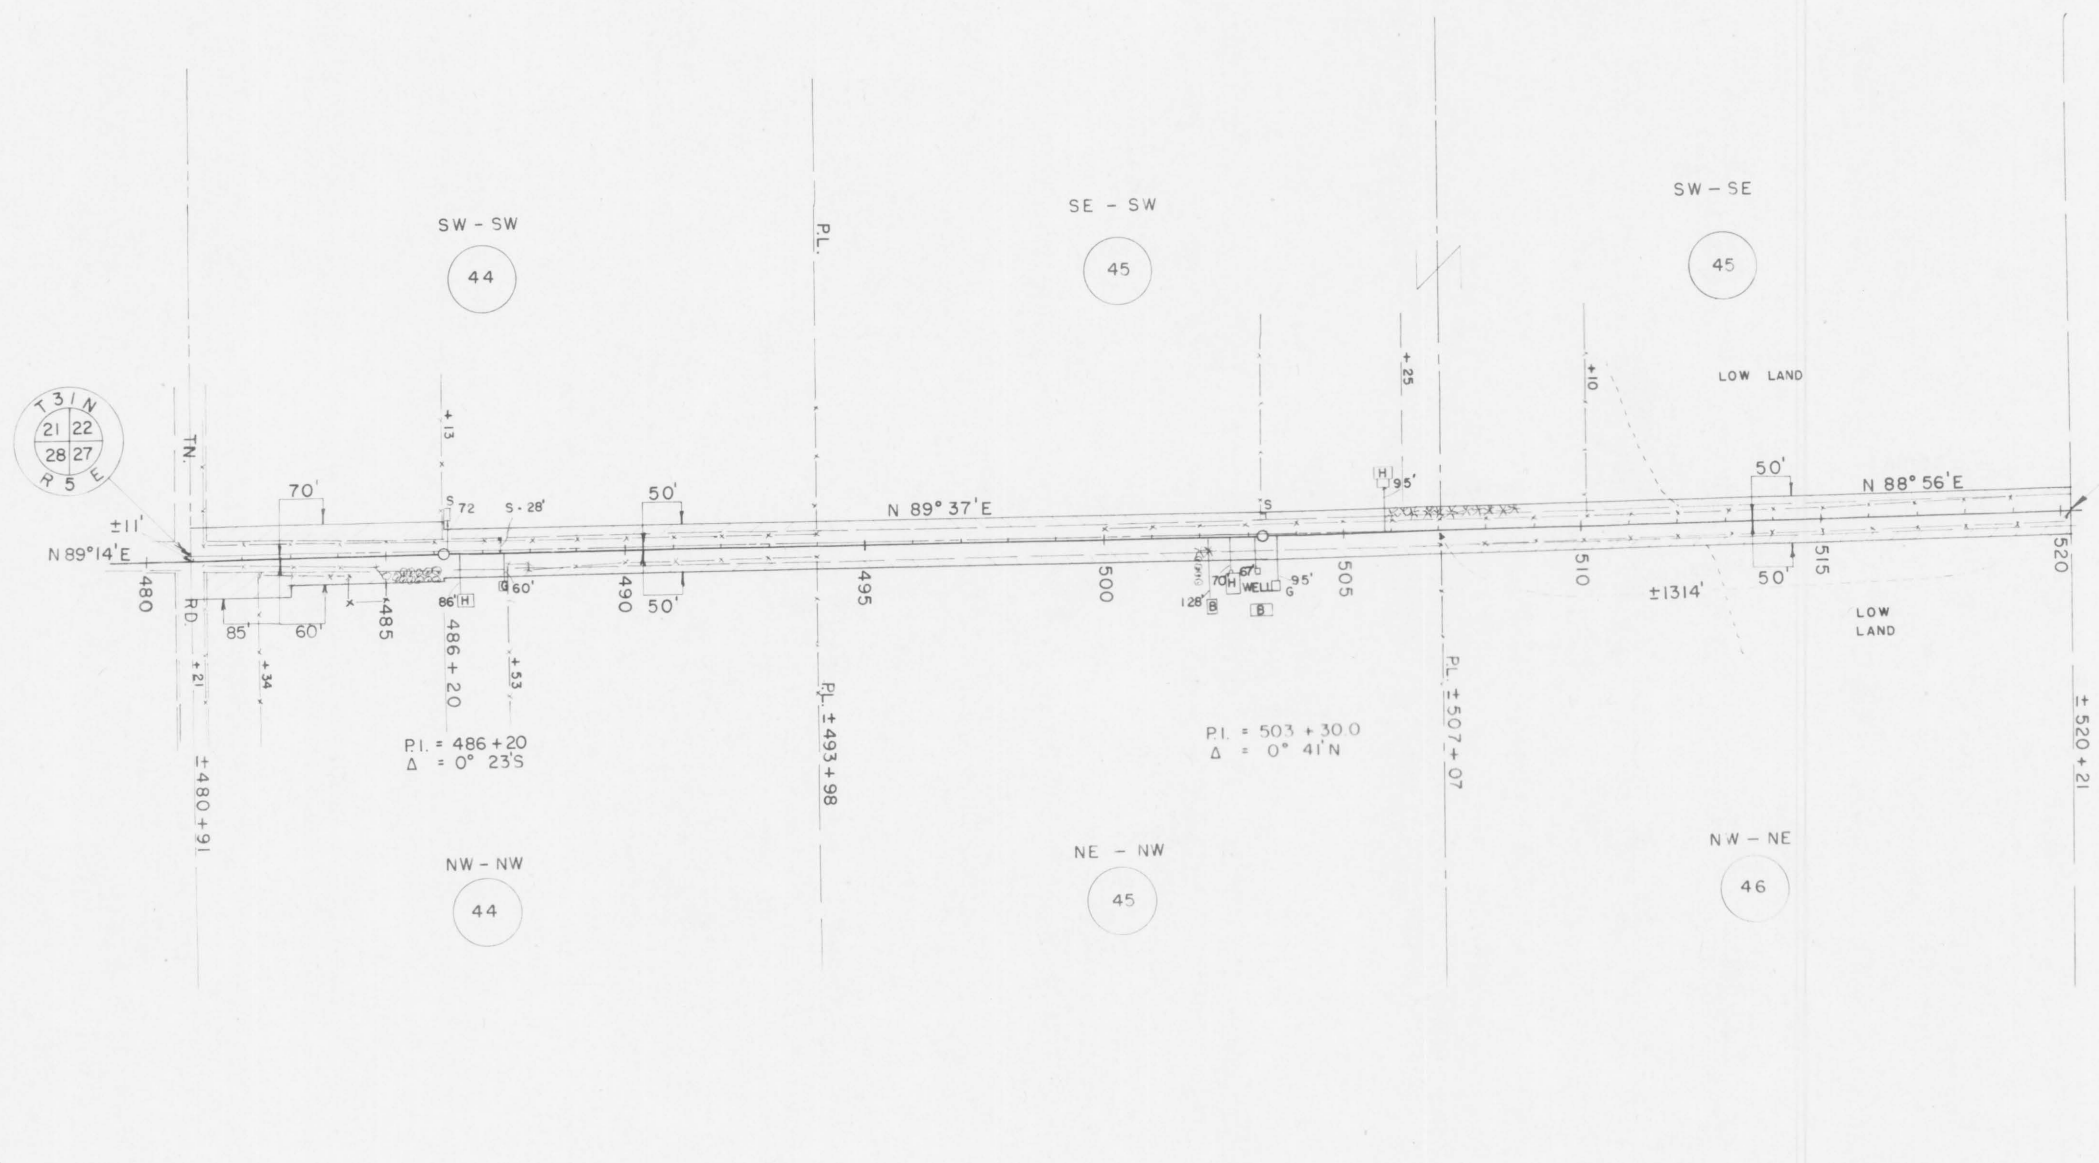 SW – SW
44
SE – SW
45
SW – SE
45
P.L.
LOW LAND
T 31 N
21 22
28 27
R 5 E
TN.
+13
+25
+10
±11'
N 89°14'E
70'
S 72
S - 28'
50'
N 89° 37'E
S
H
95'
50'
N 88° 56'E
480
RD.
85'
60'
485
86' H
G 60'
490
50'
495
500
128'
B
70' H
67'
WELL
B
95'
G
505
510
±1314'
50'
515
LOW
LAND
520
±21
+34
486+20
+53
P.L. ±493+98
P.L. ±507+07
±520+21
±480+91
P.I. = 486+20
Δ = 0° 23'S
P.I. = 503 +30.0
Δ = 0° 41'N
NW – NW
44
NE – NW
45
NW – NE
46